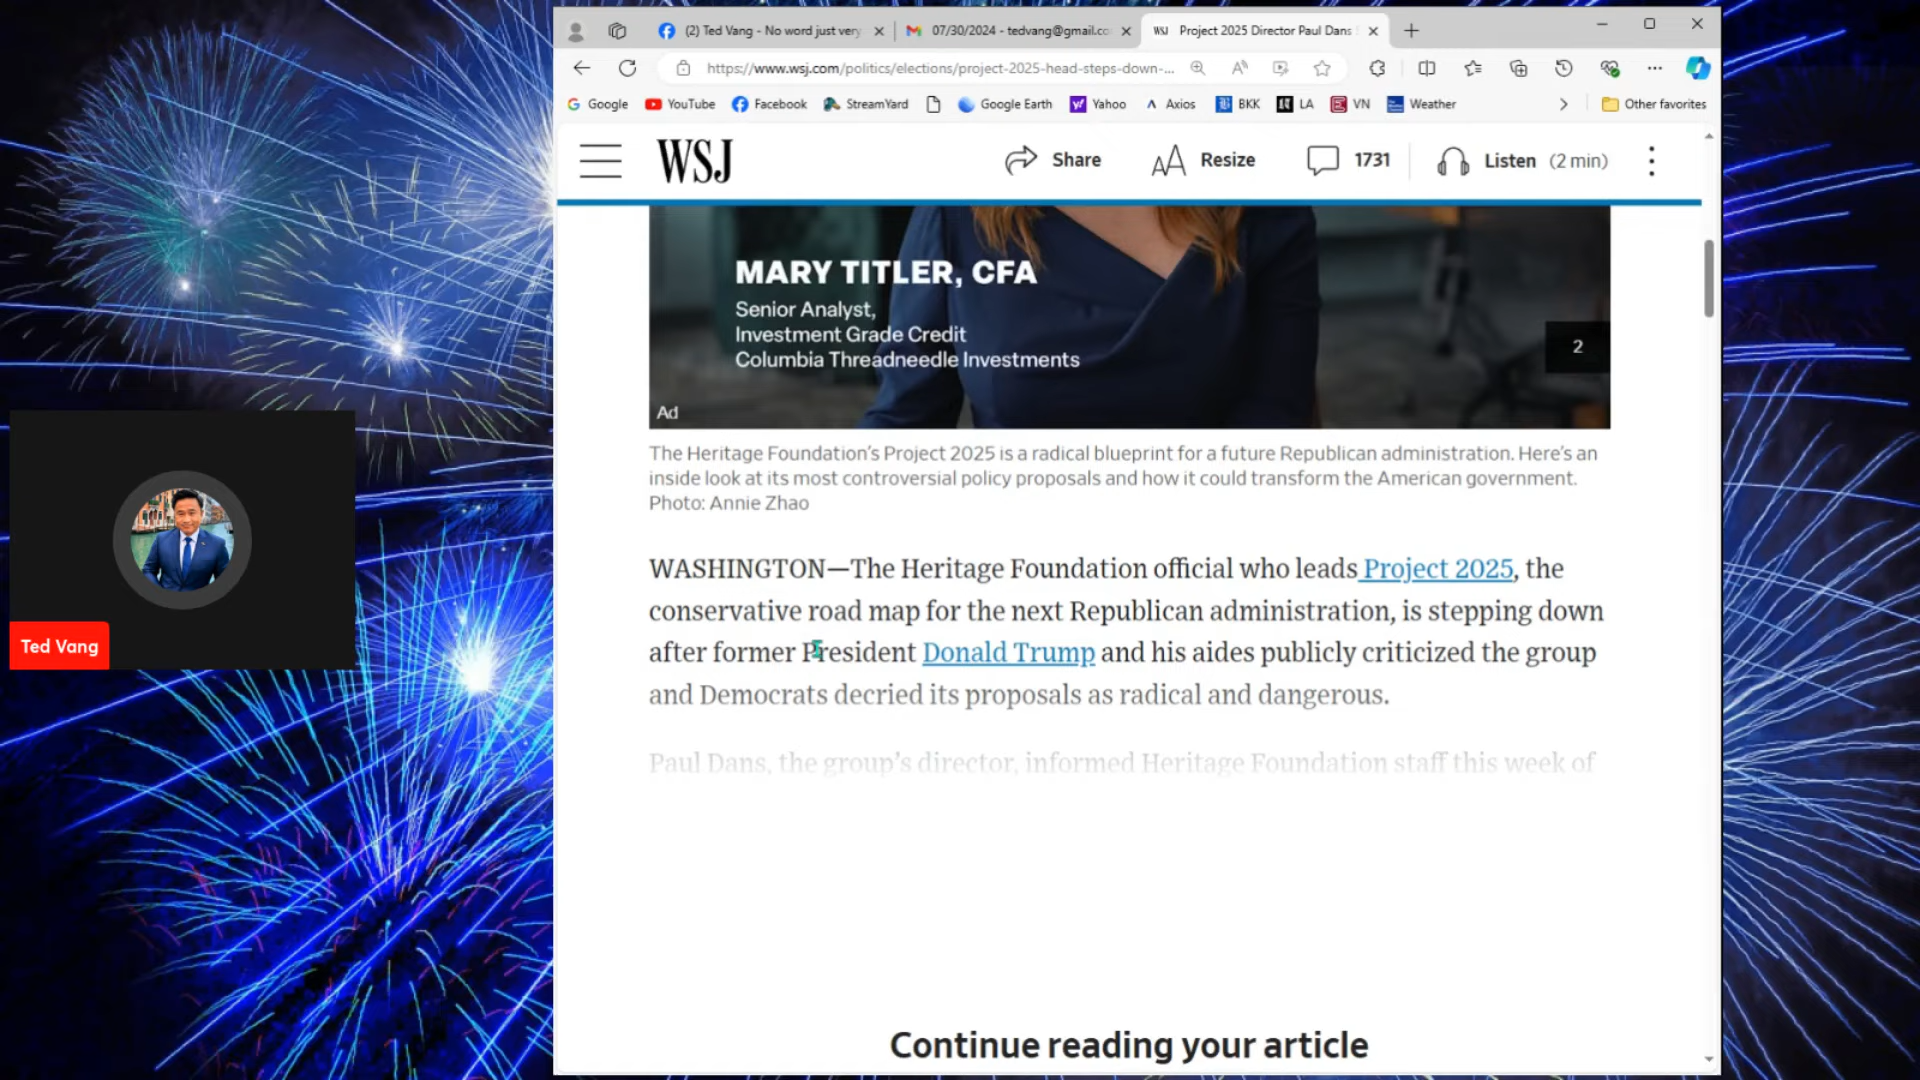 (2) Ted Vang - No word just very
07/30/2024 - tedvang@gmail.co
WSJ Project 2025 Director Paul Dans
https://www.wsj.com/politics/elections/project-2025-head-steps-down-...
Google YouTube Facebook StreamYard Google Earth Yahoo Axios BKK LA VN Weather Other favorites
WSJ Share Resize 1731 Listen (2 min)
MARY TITLER, CFA
Senior Analyst,
Investment Grade Credit
Columbia Threadneedle Investments
2
Ad
The Heritage Foundation's Project 2025 is a radical blueprint for a future Republican administration. Here's an
inside look at its most controversial policy proposals and how it could transform the American government.
Photo: Annie Zhao
WASHINGTON—The Heritage Foundation official who leads Project 2025, the
conservative road map for the next Republican administration, is stepping down
after former President Donald Trump and his aides publicly criticized the group
and Democrats decried its proposals as radical and dangerous.
Paul Dans, the group's director, informed Heritage Foundation staff this week of
Continue reading your article
Ted Vang